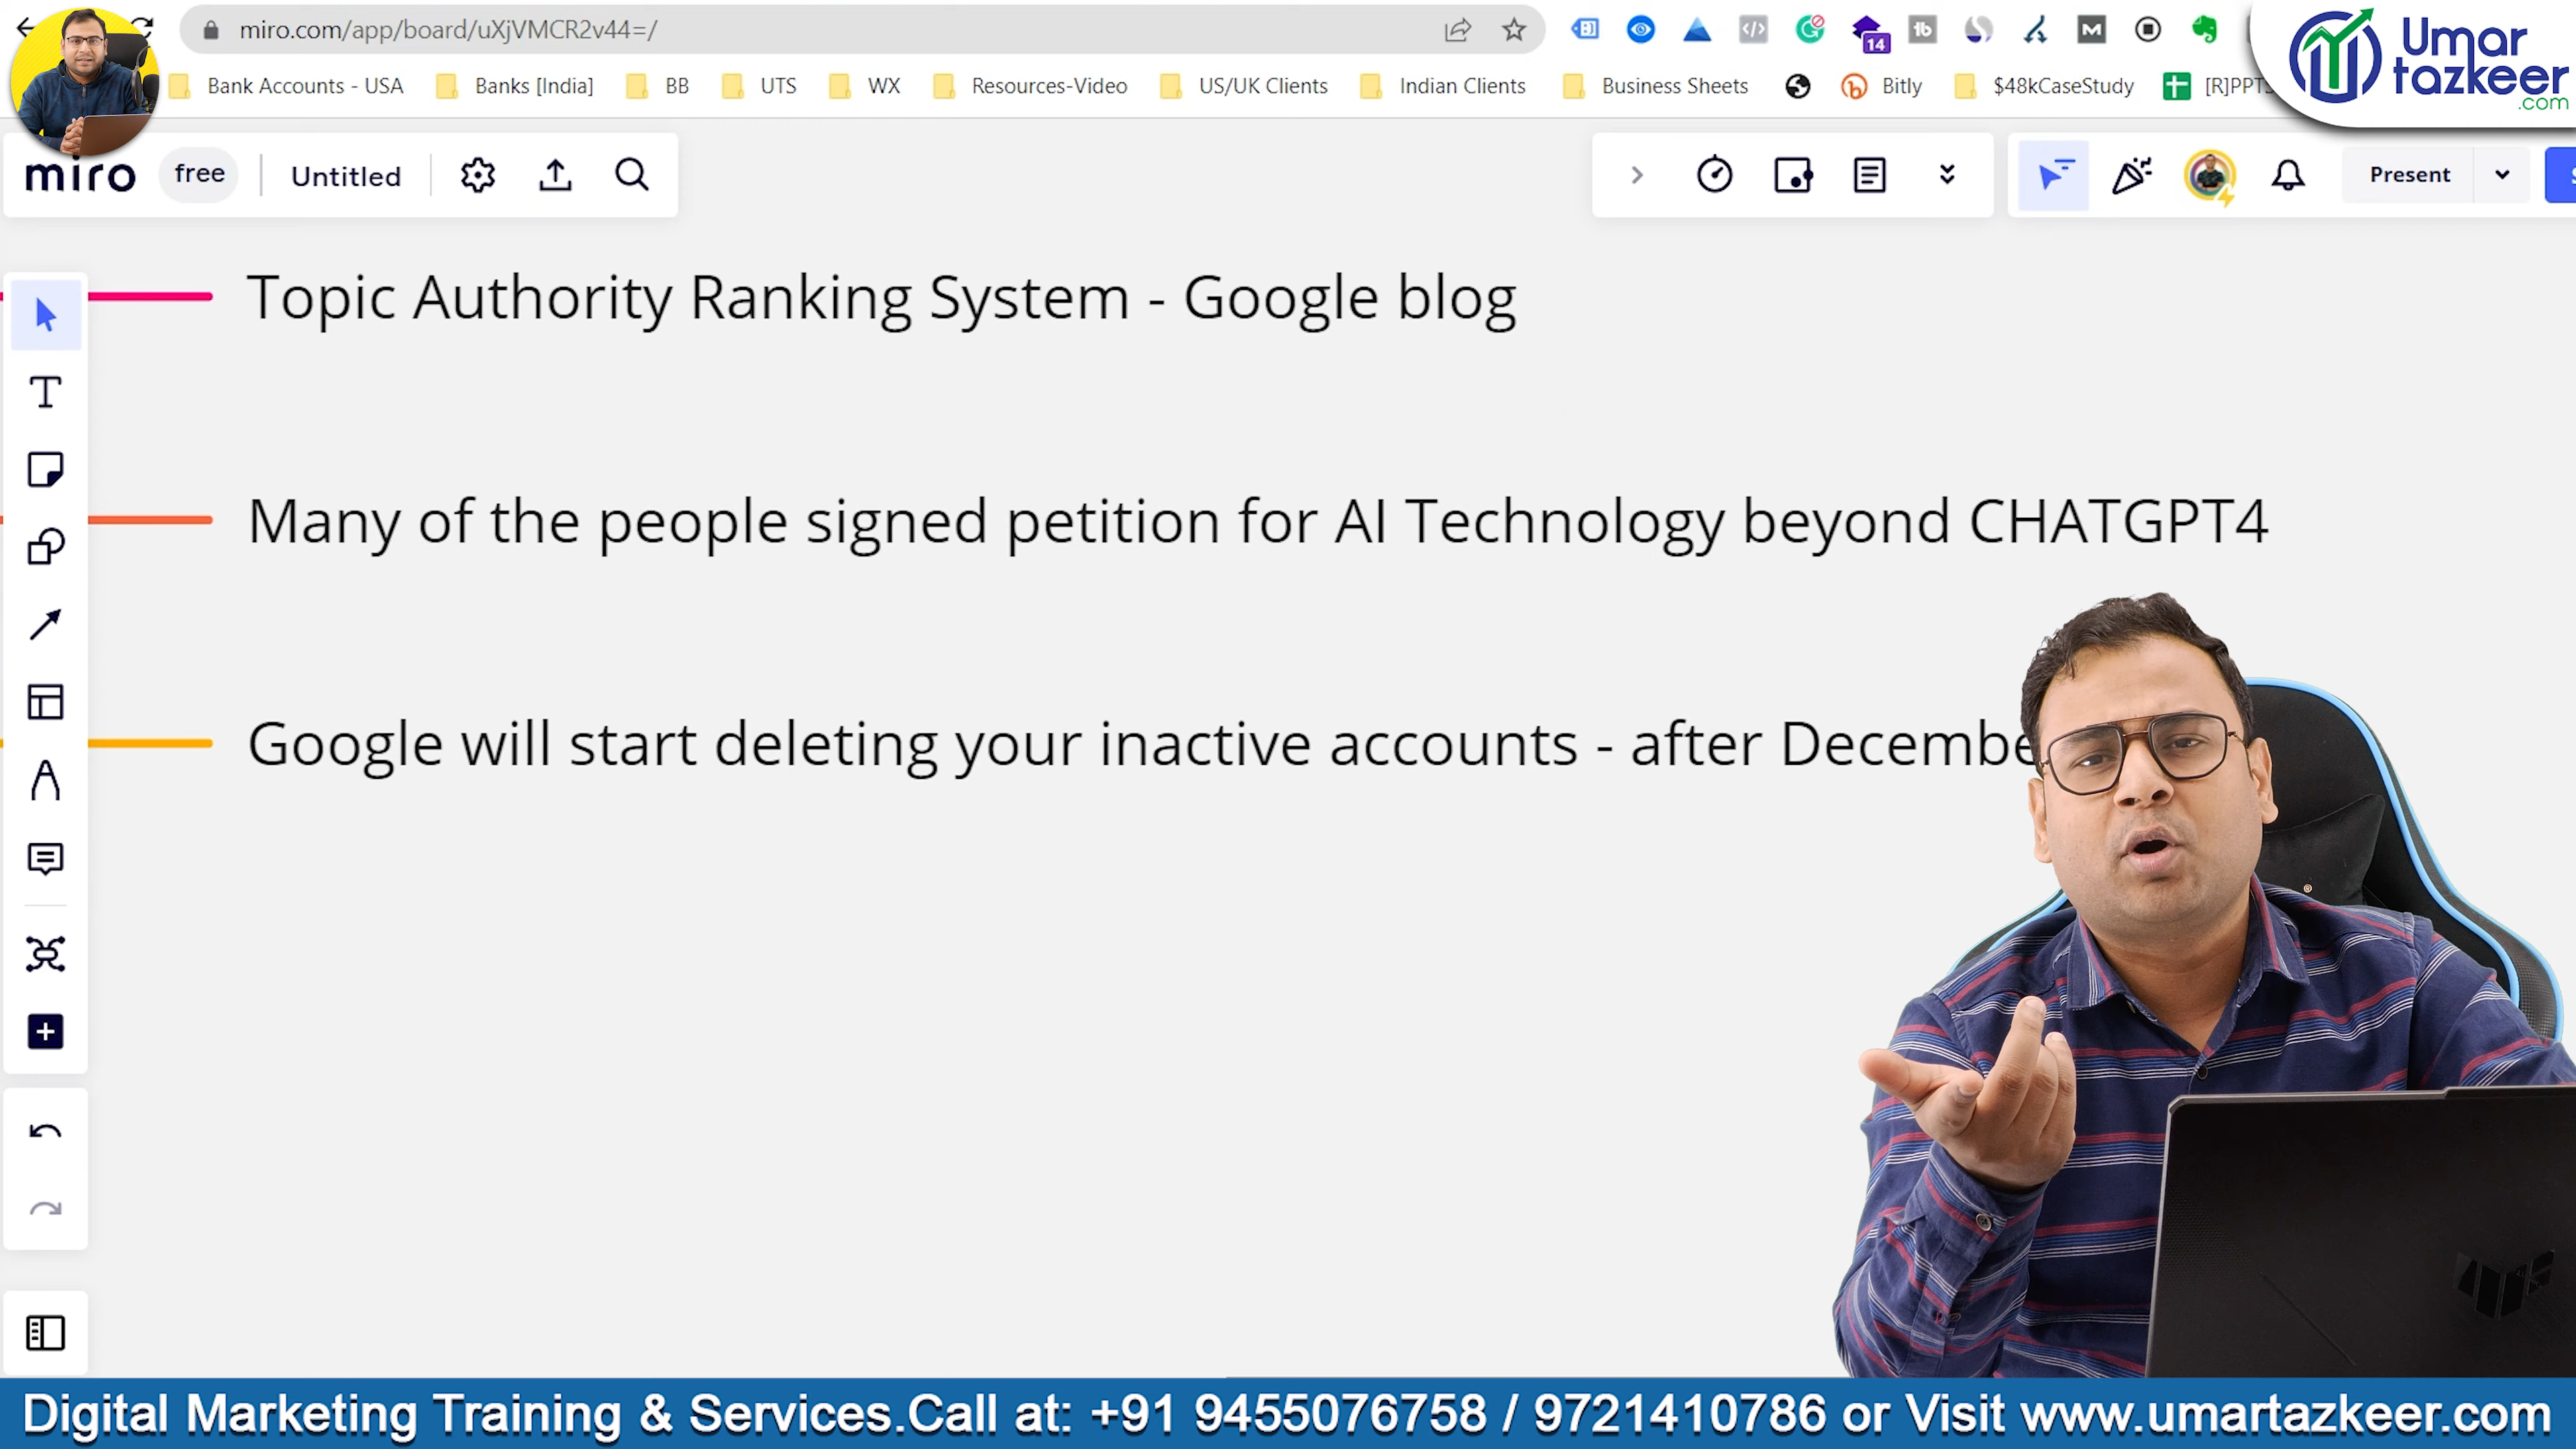 miro.com/app/board/uXjVMCR2v44=/
14
Umar
tazkeer
.com
Bank Accounts - USA
Banks [India]
BB
UTS
WX
Resources-Video
US/UK Clients
Indian Clients
Business Sheets
Bitly
$48kCaseStudy
miro
free
Untitled
Present
Topic Authority Ranking System - Google blog
Many of the people signed petition for AI Technology beyond CHATGPT4
Google will start deleting your inactive accounts - after
Digital Marketing Training & Services.Call at: +91 9455076758 / 9721410786 or Visit www.umartazkeer.com